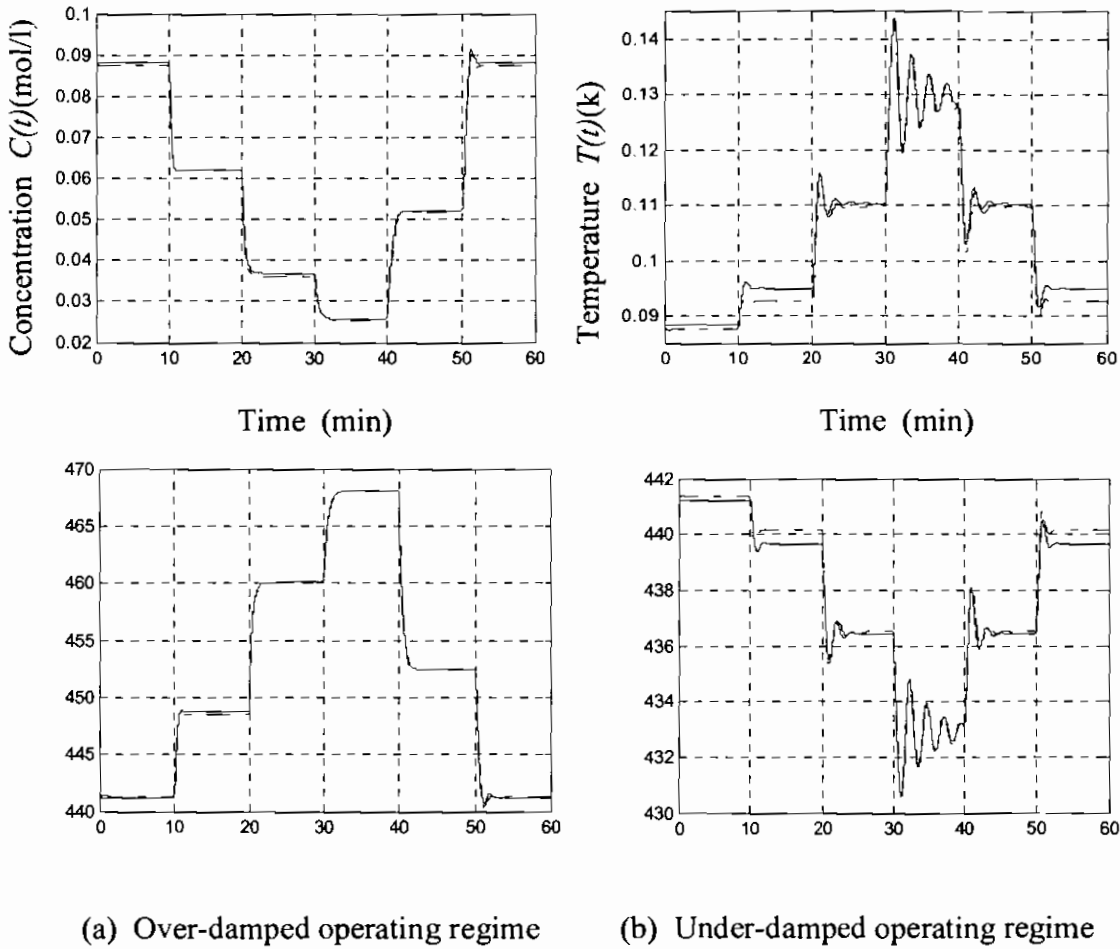 Concentration C(t)(mol/l)
0.1
0.09
0.08
0.07
0.06
0.05
0.04
0.03
0.02
0 10 20 30 40 50 60
Time (min)
Temperature T(t)(k)
0.14
0.13
0.12
0.11
0.1
0.09
0 10 20 30 40 50 60
Time (min)
470
465
460
455
450
445
440
0 10 20 30 40 50 60
442
440
438
436
434
432
430
0 10 20 30 40 50 60
(a) Over-damped operating regime
(b) Under-damped operating regime